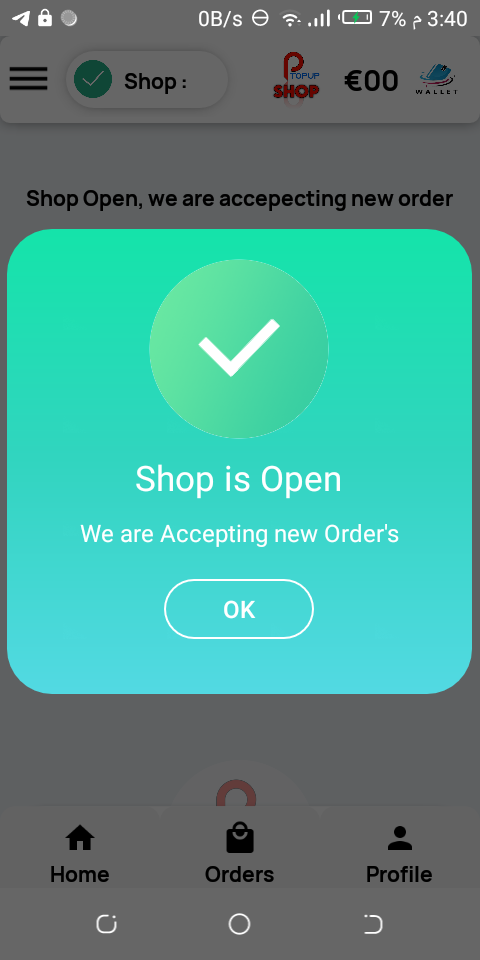 0B/s 7% م 3:40
Shop :
POPUP
SHOP
€00
WALLET
Shop Open, we are accepecting new order
Shop is Open
We are Accepting new Order's
OK
Home Orders Profile